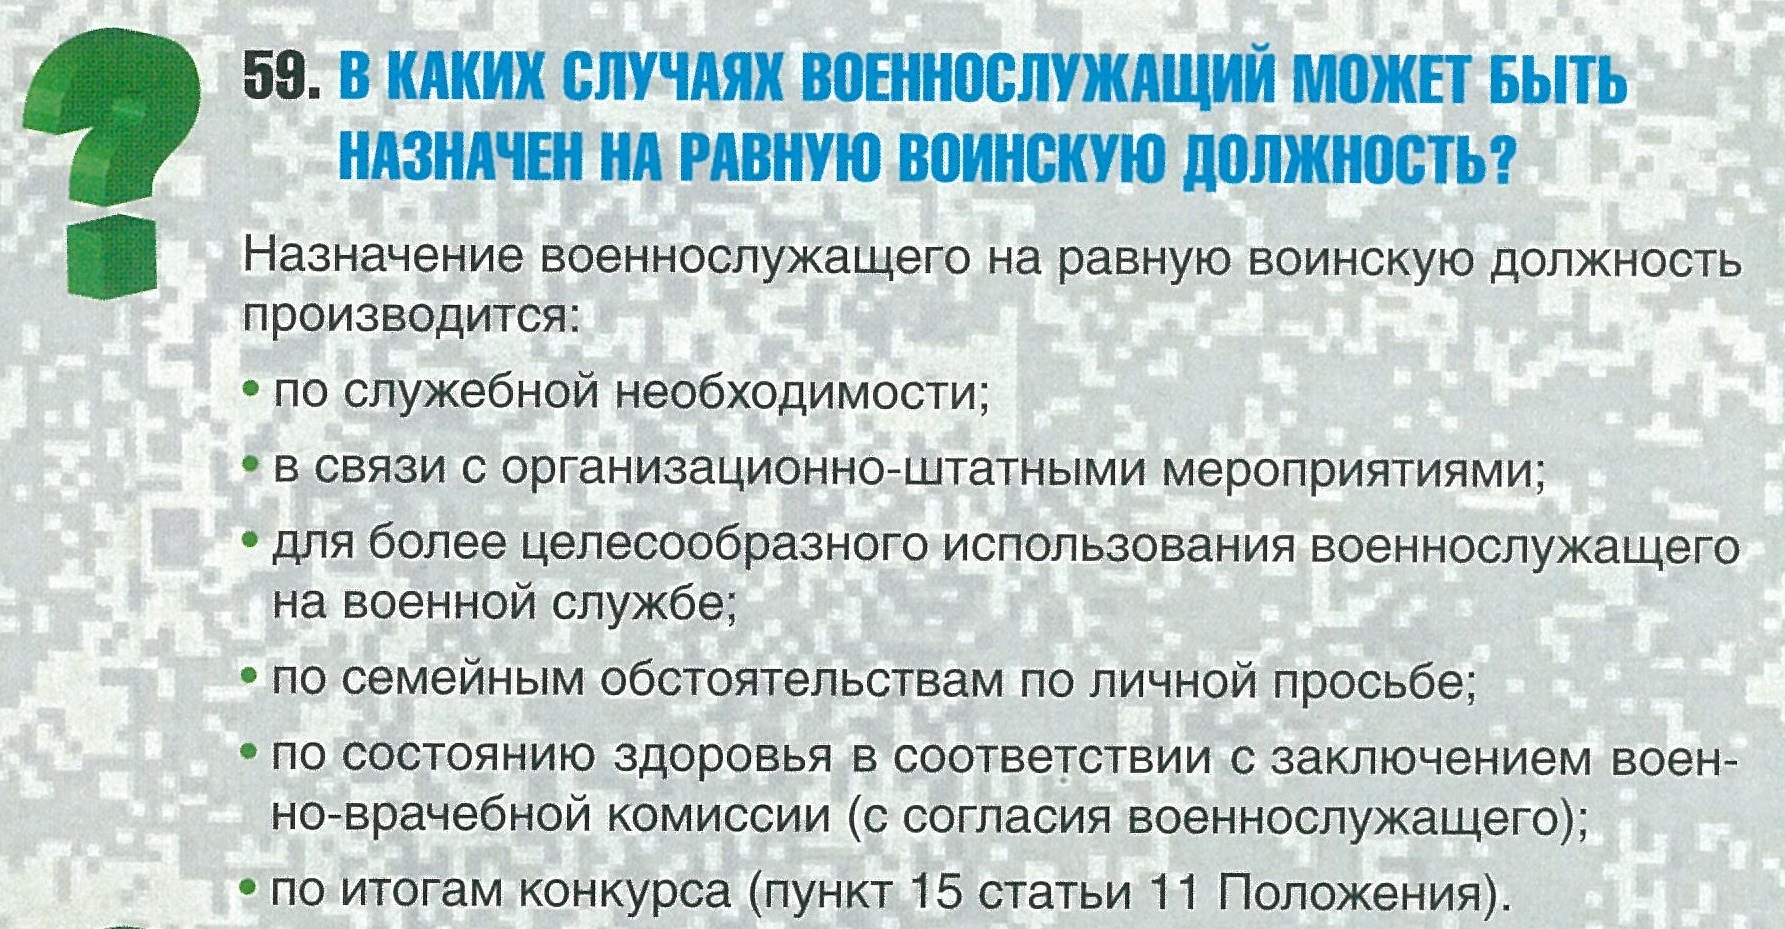 59. В КАКИХ СЛУЧАЯХ ВОЕННОСЛУЖАЩИЙ МОЖЕТ БЫТЬ
НАЗНАЧЕН НА РАВНУЮ ВОИНСКУЮ ДОЛЖНОСТЬ?
Назначение военнослужащего на равную воинскую должность
производится:
• по служебной необходимости;
• в связи с организационно-штатными мероприятиями;
• для более целесообразного использования военнослужащего
на военной службе;
• по семейным обстоятельствам по личной просьбе;
• по состоянию здоровья в соответствии с заключением воен-
но-врачебной комиссии (с согласия военнослужащего);
• по итогам конкурса (пункт 15 статьи 11 Положения).